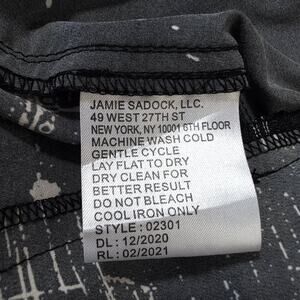 JAMIE SADOCK, LLC.
49 WEST 27TH ST
NEW YORK, NY 10001 6TH FLOOR
MACHINE WASH COLD
GENTLE CYCLE
LAY FLAT TO DRY
DRY CLEAN FOR
BETTER RESULT
DO NOT BLEACH
COOL IRON ONLY
STYLE : 02301
DL : 12/2020
RL : 02/2021